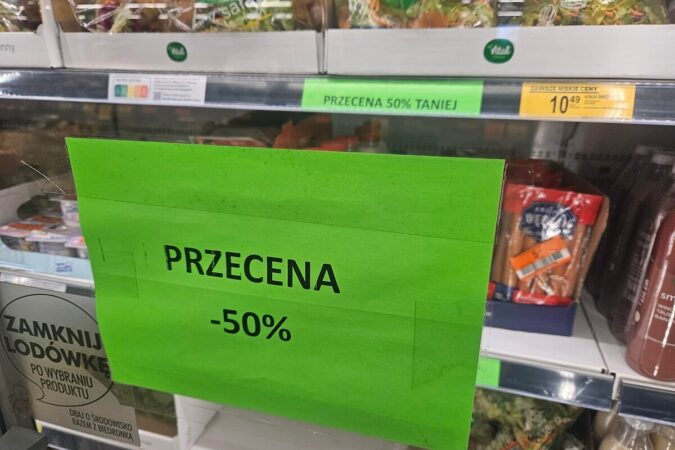 Vital
Vital
PRZECENA 50% TANIEJ
ZAWSZE NISKIE CENY
10 49
PRZECENA
-50%
ZAMKNIJ
LODÓWKĘ
PO WYBRANIU
PRODUKTU
DBAJ O ŚRODOWISKO
RAZEM Z BIEDRONKĄ